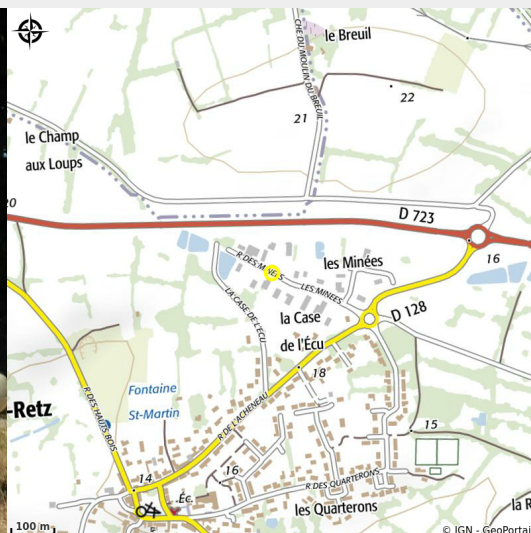 le Breuil
CHE DU MOULIN DU BREUIL
22
21
le Champ
aux Loups
20
D 723
16
R DES MINÉES
les Minées
LES MINÉES
LA CASE DE L'ÉCU
la Case
de l'Écu
D 128
18
Fontaine
St-Martin
-Retz
R DES HAUTS BOIS
R DE L'ACHENEAU
15
14
16
R DES QUARTERONS
Éc.
les Quarterons
la R
100 m
© IGN - GeoPortai